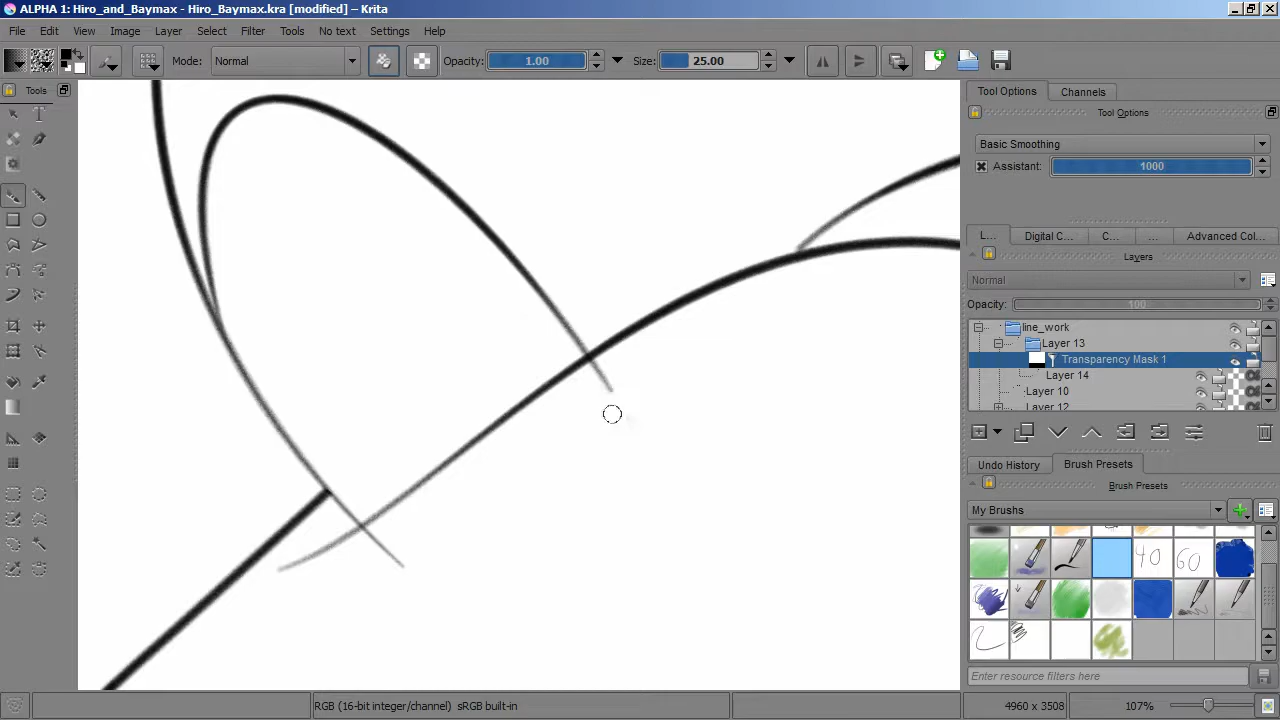 ALPHA 1: Hiro_and_Baymax - Hiro_Baymax.kra [modified] – Krita
File Edit View Image Layer Select Filter Tools No text Settings Help
Mode: Normal Opacity: 1.00 Size: 25.00
Tools
Tool Options Channels
Tool Options
Basic Smoothing
Assistant: 1000
L... Digital C... C... ... Advanced Col...
Layers
Normal
Opacity: 100
line_work
Layer 13
Transparency Mask 1
Layer 14
Layer 10
Layer 12
Undo History Brush Presets
Brush Presets
My Brushs
40 60
Enter resource filters here
RGB (16-bit integer/channel) sRGB built-in 4960 x 3508 107%